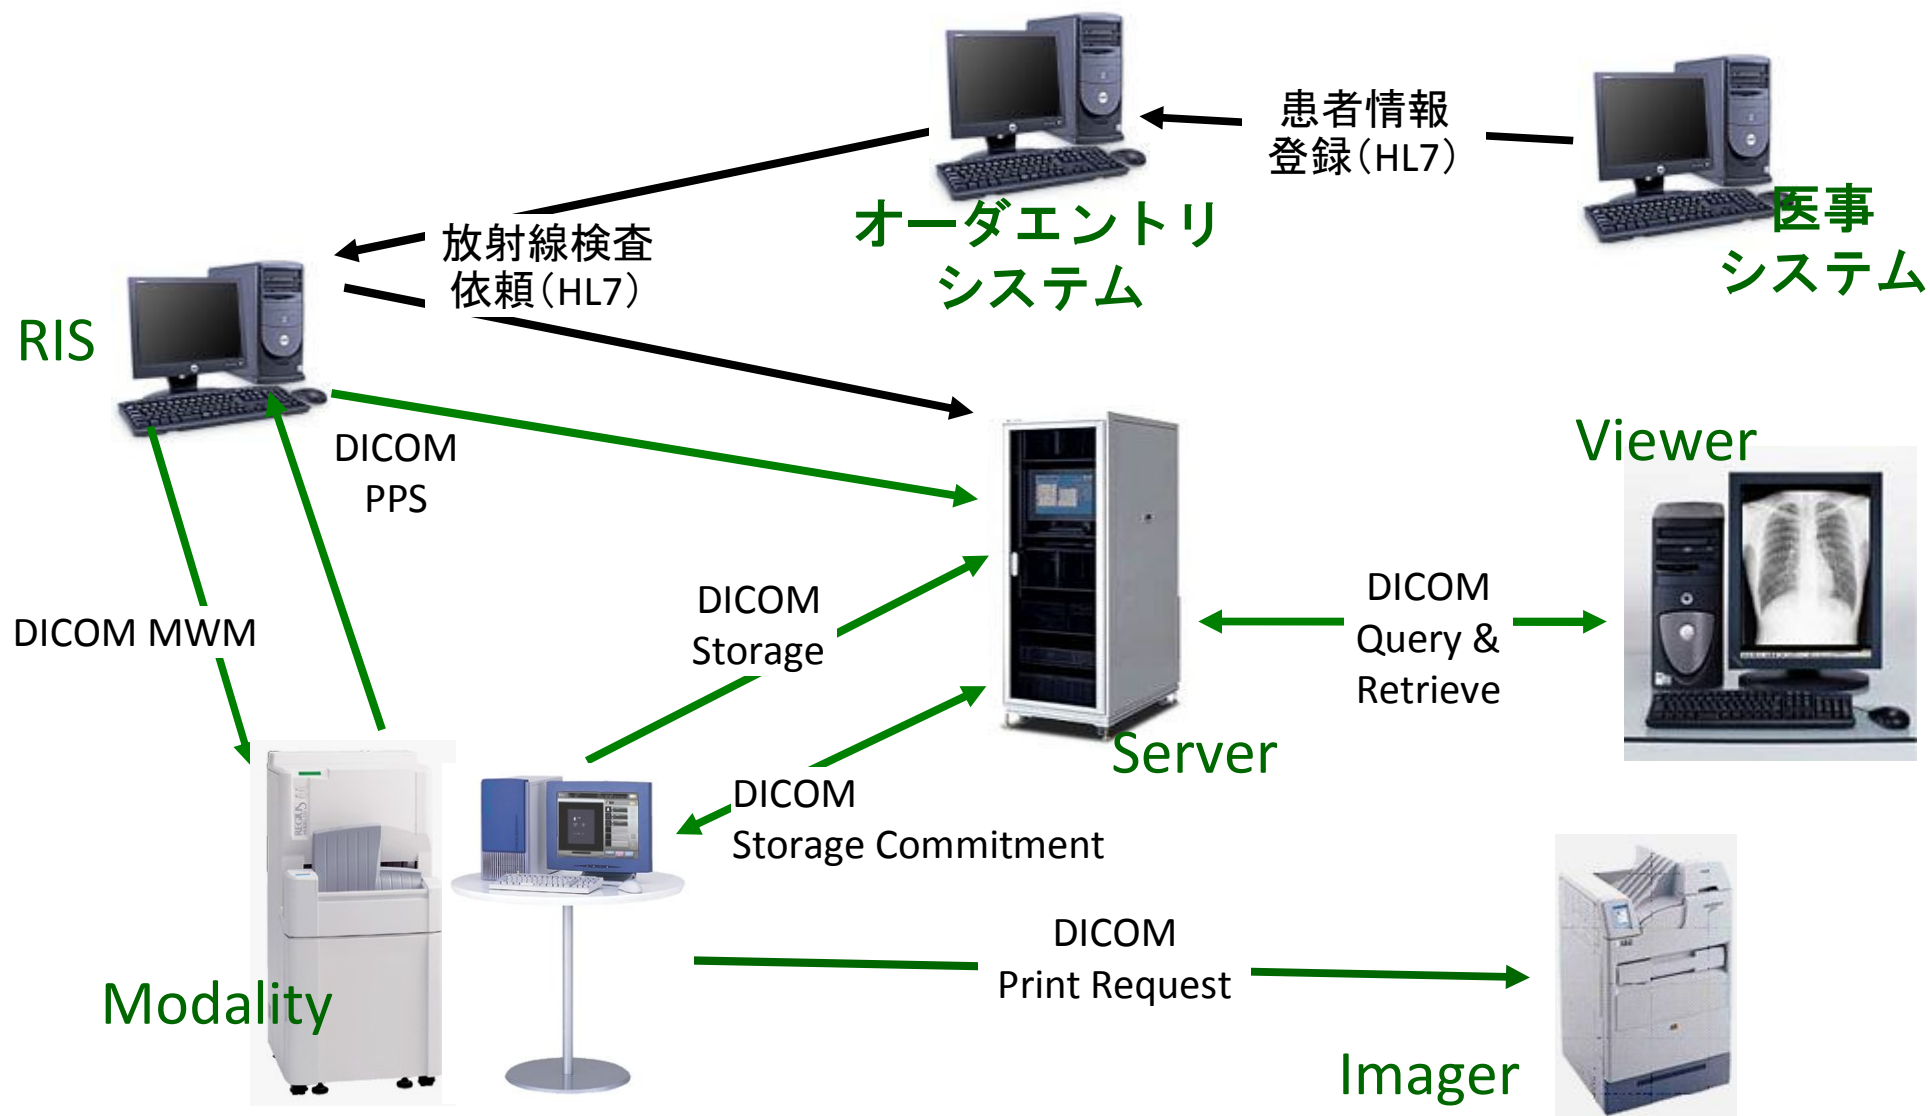 患者情報
登録（HL7）
オーダエントリ
システム
医事
システム
放射線検査
依頼（HL7）
RIS
DICOM
PPS
Viewer
DICOM MWM
DICOM
Storage
DICOM
Query &
Retrieve
Server
DICOM
Storage Commitment
REGIUS
Modality
DICOM
Print Request
Imager